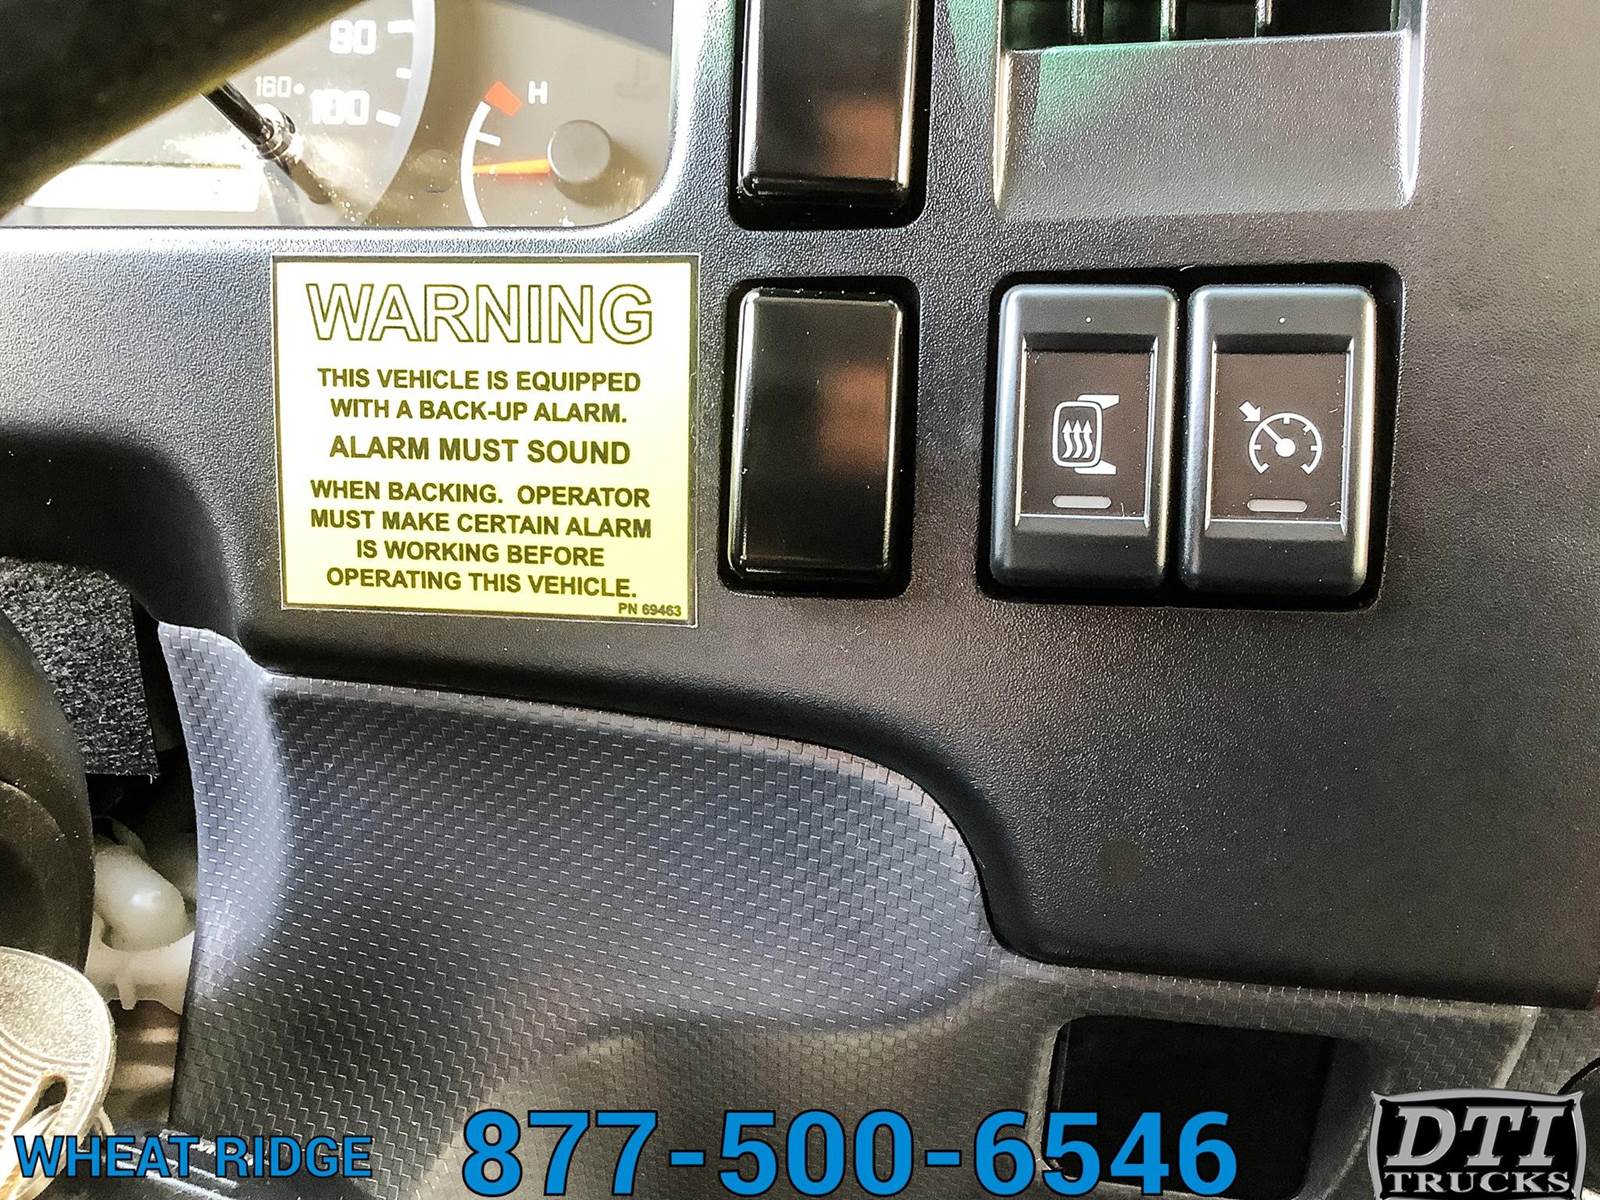 80
160
100
H
WARNING
THIS VEHICLE IS EQUIPPED
WITH A BACK-UP ALARM.
ALARM MUST SOUND
WHEN BACKING. OPERATOR
MUST MAKE CERTAIN ALARM
IS WORKING BEFORE
OPERATING THIS VEHICLE.
PN 69463
WHEAT RIDGE
877-500-6546
DTI
TRUCKS